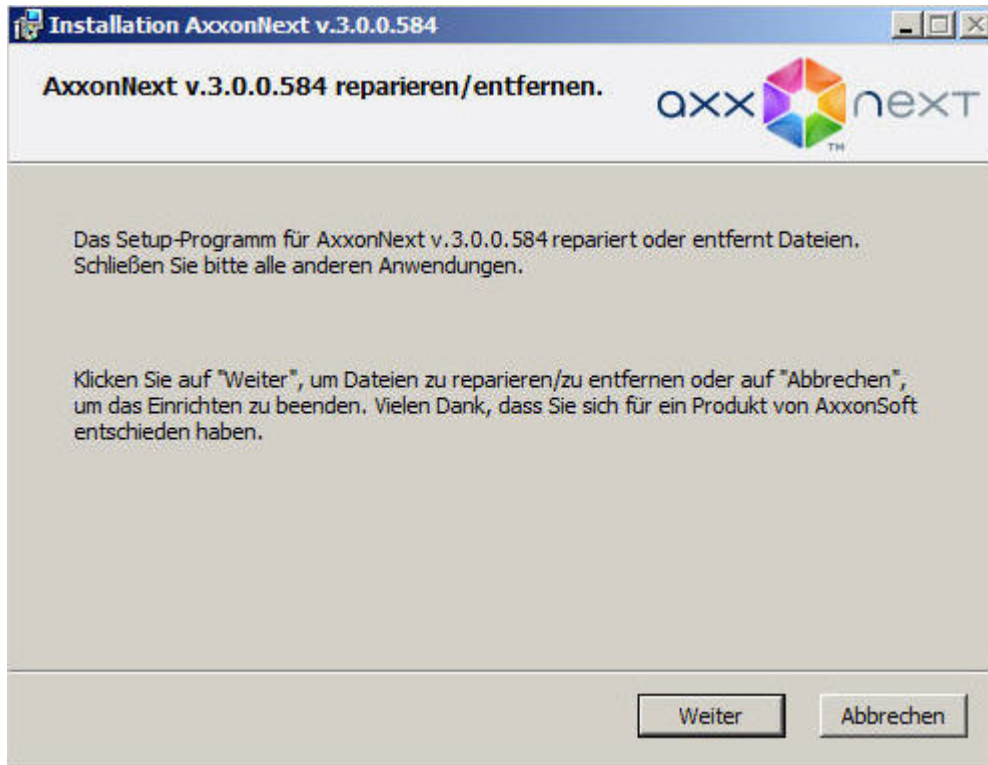 Installation AxxonNext v.3.0.0.584
AxxonNext v.3.0.0.584 reparieren/entfernen.
axxonnext
TM
Das Setup-Programm für AxxonNext v.3.0.0.584 repariert oder entfernt Dateien.
Schließen Sie bitte alle anderen Anwendungen.
Klicken Sie auf "Weiter", um Dateien zu reparieren/zu entfernen oder auf "Abbrechen",
um das Einrichten zu beenden. Vielen Dank, dass Sie sich für ein Produkt von AxxonSoft
entschieden haben.
Weiter
Abbrechen